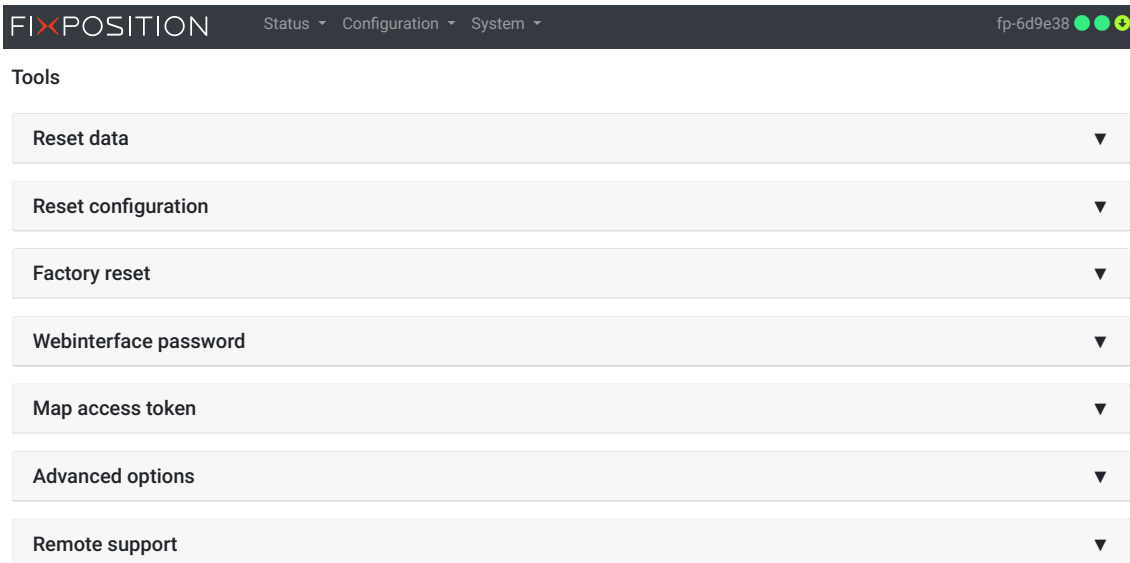 FIXPOSITION Status Configuration System fp-6d9e38
Tools
Reset data
Reset configuration
Factory reset
Webinterface password
Map access token
Advanced options
Remote support